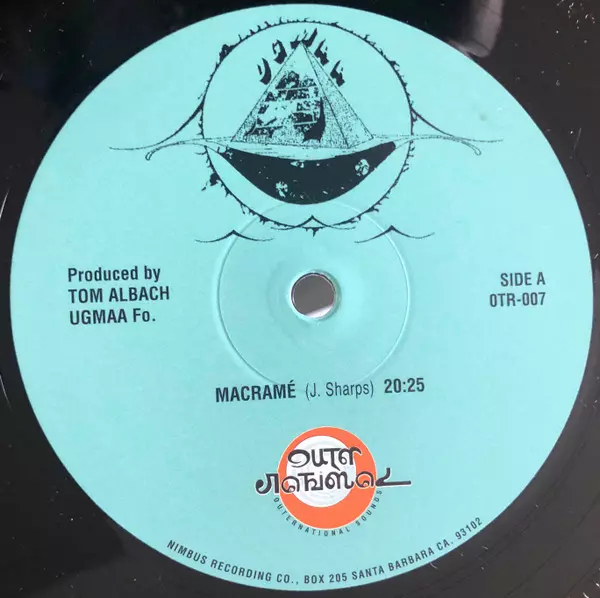 Produced by
TOM ALBACH
UGMAA Fo.
SIDE A
OTR-007
MACRAMÉ (J. Sharps) 20:25
OUTERNATIONAL SOUNDS
NIMBUS RECORDING CO., BOX 205 SANTA BARBARA CA. 93102